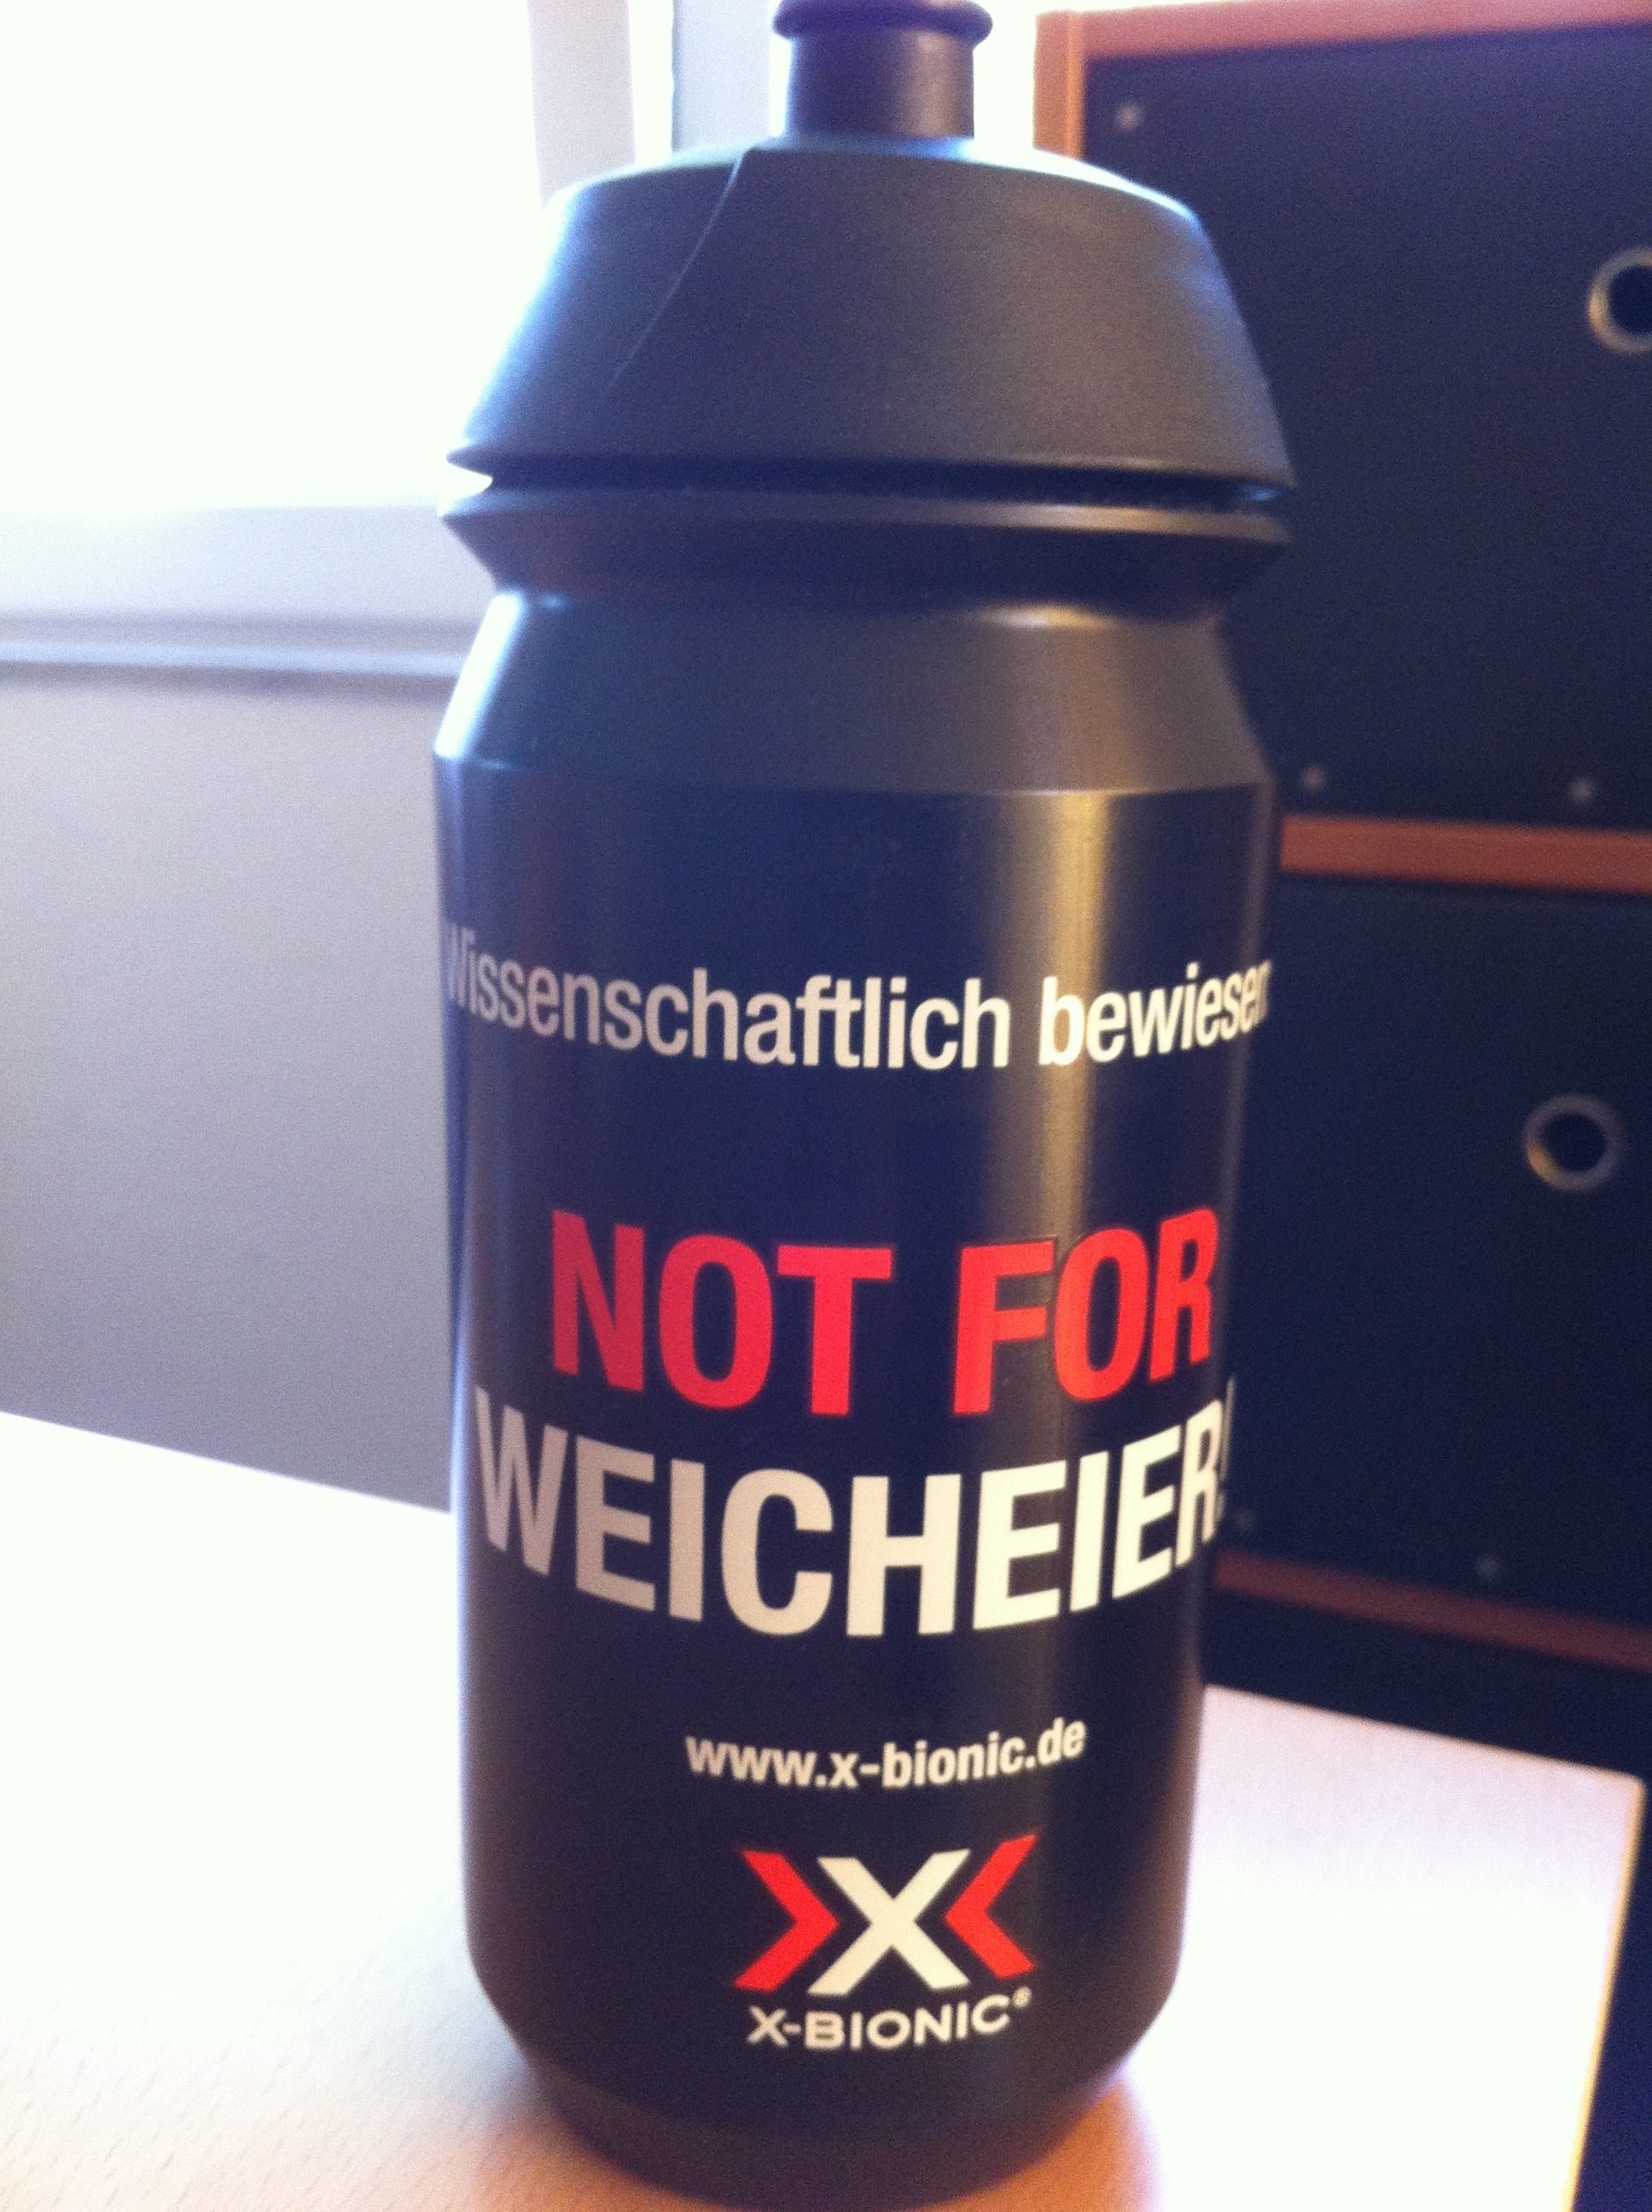 Wissenschaftlich bewiesen
NOT FOR
WEICHEIER!
www.x-bionic.de
X
X-BIONIC®